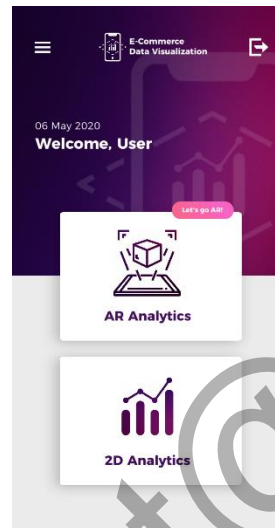 E-Commerce
Data Visualization
06 May 2020
Welcome, User
Let's go AR!
AR Analytics
2D Analytics